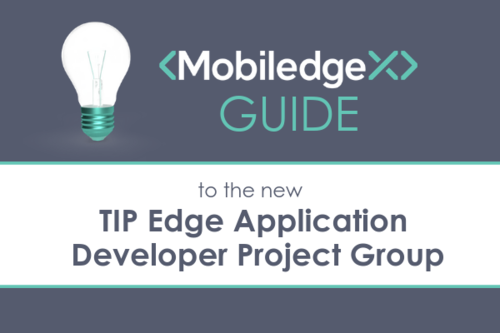 <MobiledgeX>
GUIDE
to the new
TIP Edge Application
Developer Project Group